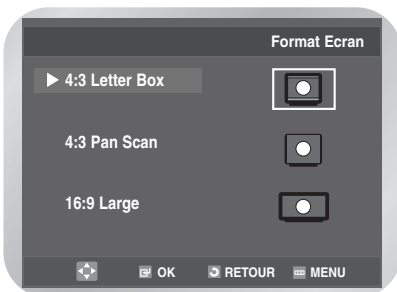 Format Ecran
4:3 Letter Box
4:3 Pan Scan
16:9 Large
OK RETOUR MENU